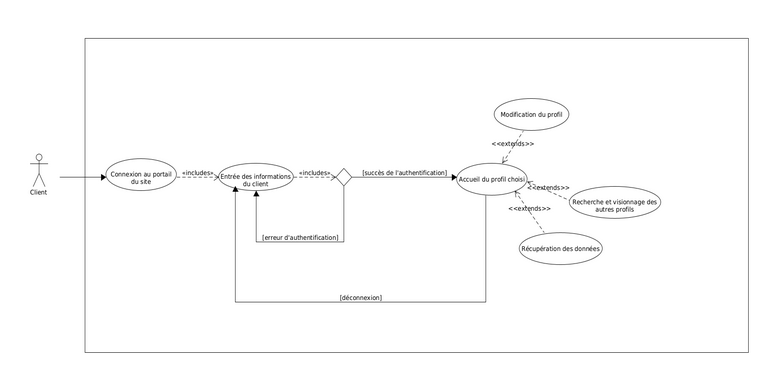 Modification du profil
<<extends>>
Client
Connexion au portail
du site
«includes»
Entrée des informations
du client
«includes»
[succès de l'authentification]
Accueil du profil choisi
<<extends>>
Recherche et visionnage des
autres profils
<<extends>>
[erreur d'authentification]
Récupération des données
[déconnexion]